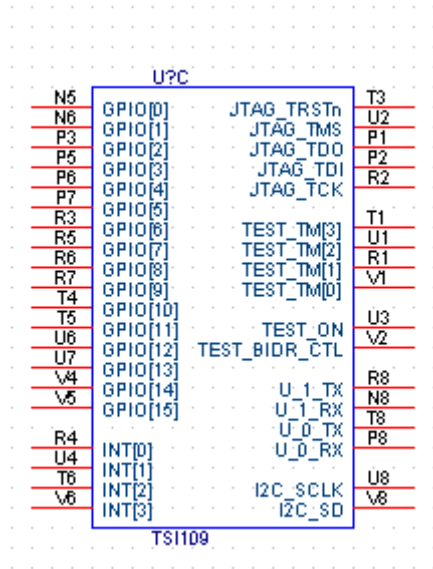 U?C
N5 GPIO[0] JTAG_TRSTn T3
N6 GPIO[1] JTAG_TMS U2
P3 GPIO[2] JTAG_TDO P1
P5 GPIO[3] JTAG_TDI P2
P6 GPIO[4] JTAG_TCK R2
P7 GPIO[5]
R3 GPIO[6] TEST_TM[3] T1
R5 GPIO[7] TEST_TM[2] U1
R6 GPIO[8] TEST_TM[1] R1
R7 GPIO[9] TEST_TM[0] V1
T4 GPIO[10]
T5 GPIO[11] TEST_ON U3
U6 GPIO[12] TEST_BIDR_CTL V2
U7 GPIO[13]
V4 GPIO[14] U_1_TX R8
V5 GPIO[15] U_1_RX N8
U_0_TX T8
R4 INT[0] U_0_RX P8
U4 INT[1]
T6 INT[2] I2C_SCLK U8
V6 INT[3] I2C_SD V8
TSI109